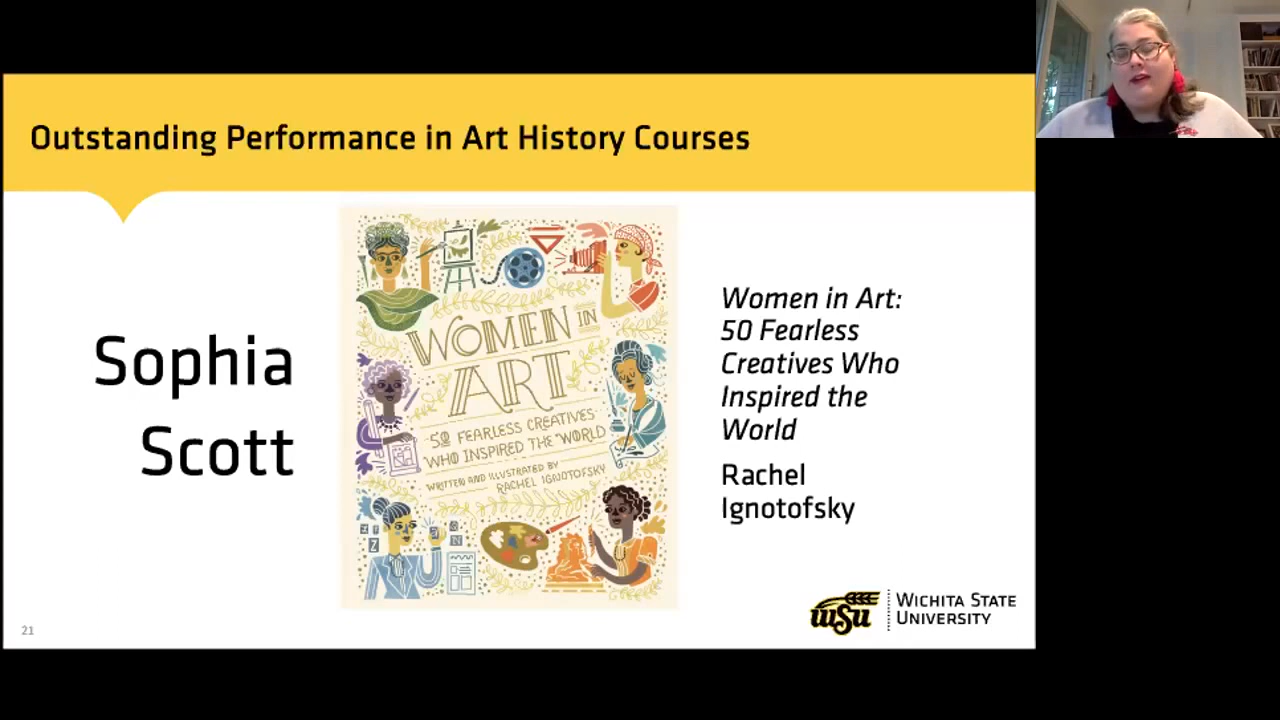 Outstanding Performance in Art History Courses
Sophia
Scott
WOMEN IN
ART
50 FEARLESS CREATIVES
WHO INSPIRED THE WORLD
WRITTEN AND ILLUSTRATED BY
RACHEL IGNOTOFSKY
Women in Art:
50 Fearless
Creatives Who
Inspired the
World
Rachel
Ignotofsky
WSU
WICHITA STATE
UNIVERSITY
21